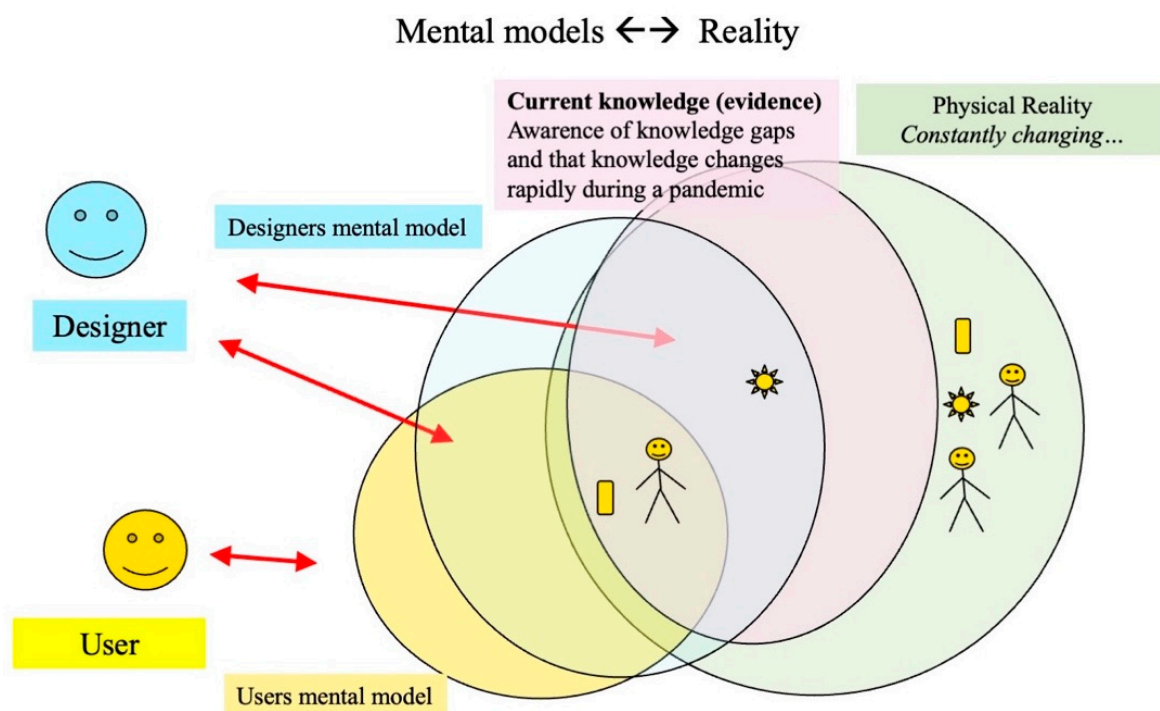 Mental models ←→ Reality
Current knowledge (evidence)
Awarence of knowledge gaps
and that knowledge changes
rapidly during a pandemic
Physical Reality
Constantly changing…
Designers mental model
Designer
User
Users mental model